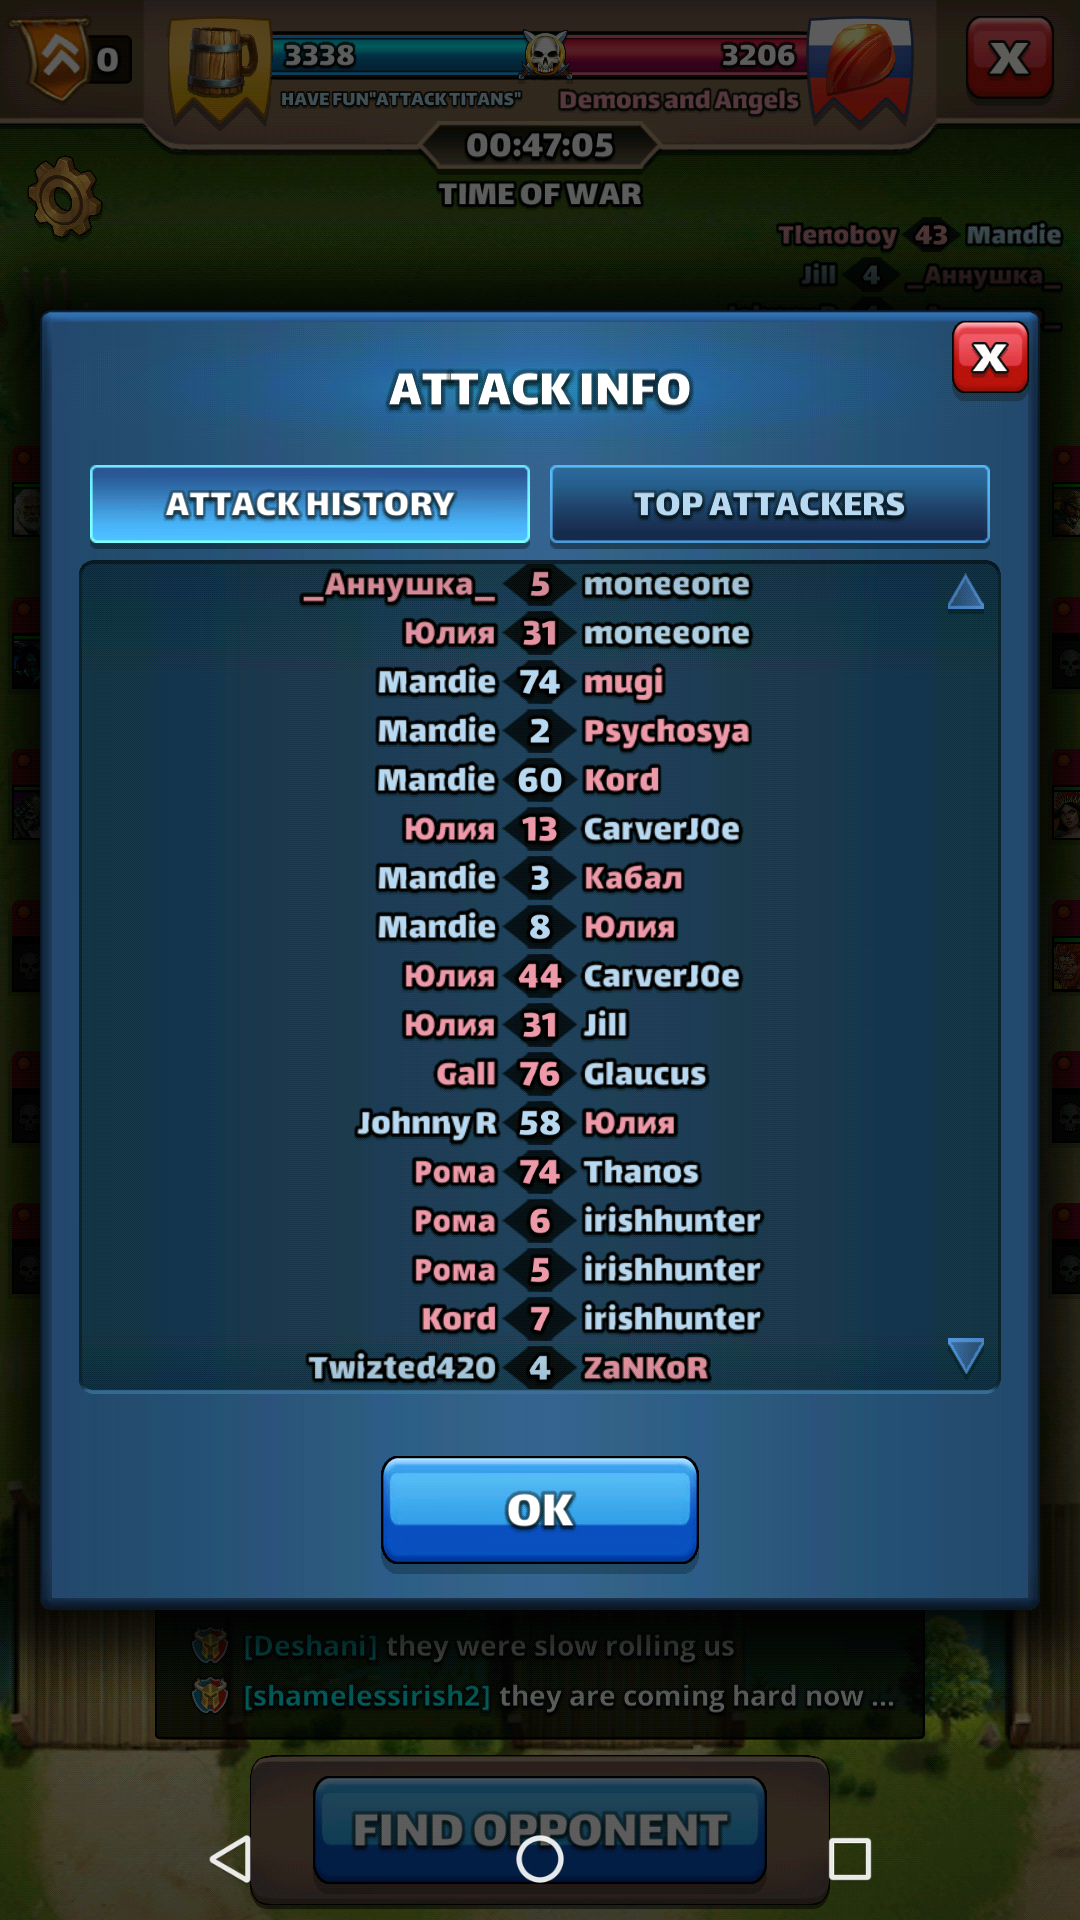 0
3338 3206
HAVE FUN"ATTACK TITANS" Demons and Angels
X
00:47:05
TIME OF WAR
Tlenoboy 43 Mandie
Jill 4 _Аннушка_
ATTACK INFO
X
ATTACK HISTORY TOP ATTACKERS
_Аннушка_ 5 moneeone
Юлия 31 moneeone
Mandie 74 mugi
Mandie 2 Psychosya
Mandie 60 Kord
Юлия 13 CarverJ0e
Mandie 3 Кабал
Mandie 8 Юлия
Юлия 44 CarverJ0e
Юлия 31 Jill
Gall 76 Glaucus
Johnny R 58 Юлия
Рома 74 Thanos
Рома 6 irishhunter
Рома 5 irishhunter
Kord 7 irishhunter
Twizted420 4 ZaNKoR
OK
[Deshani] they were slow rolling us
[shamelessirish2] they are coming hard now ...
FIND OPPONENT